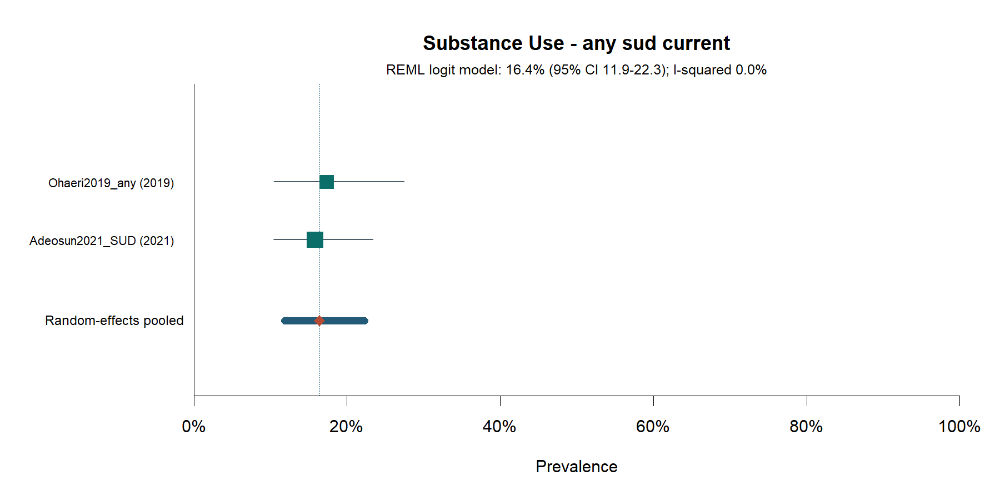 Substance Use - any sud current
REML logit model: 16.4% (95% CI 11.9-22.3); I-squared 0.0%
Ohaeri2019_any (2019)
Adeosun2021_SUD (2021)
Random-effects pooled
0% 20% 40% 60% 80% 100%
Prevalence